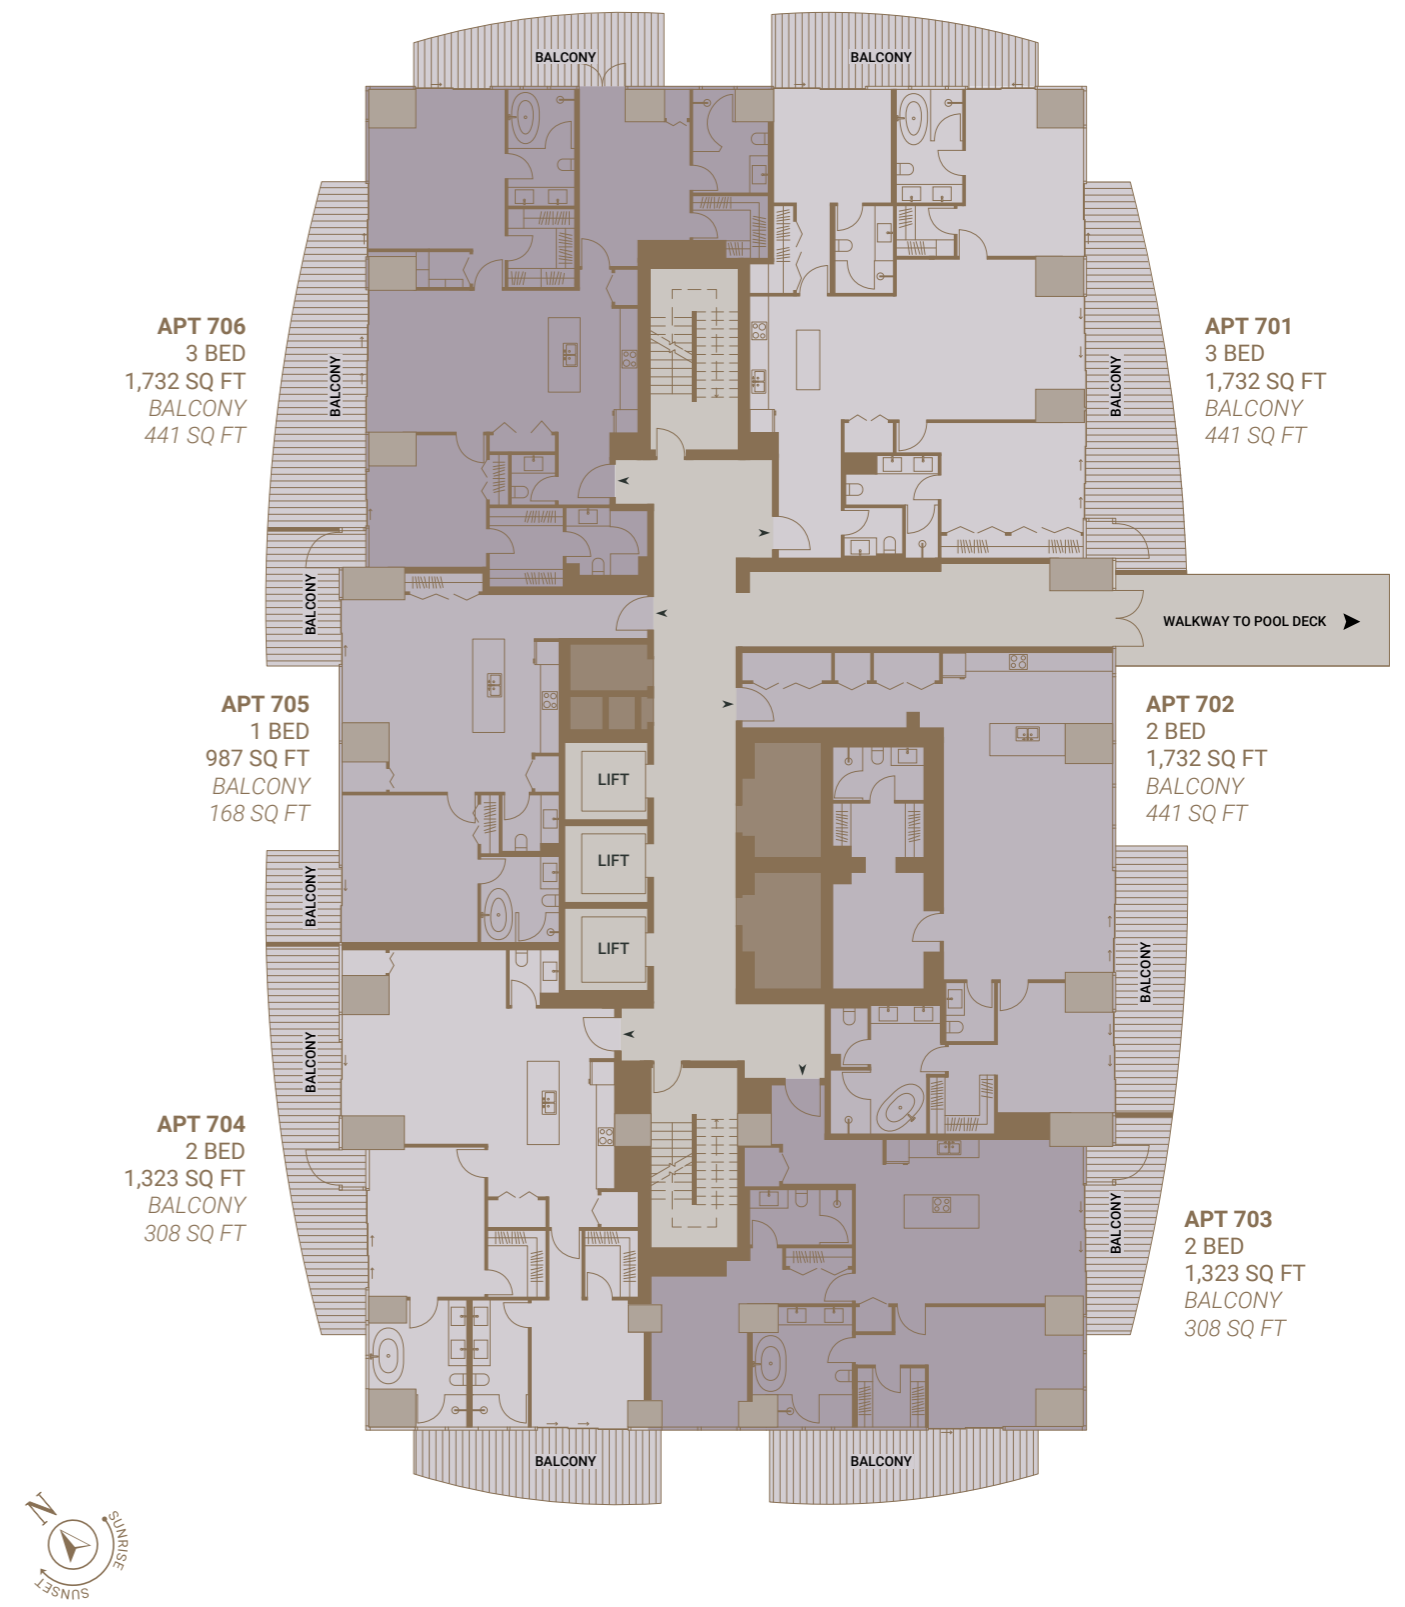 BALCONY
BALCONY
APT 706
3 BED
1,732 SQ FT
BALCONY
441 SQ FT
BALCONY
BALCONY
APT 701
3 BED
1,732 SQ FT
BALCONY
441 SQ FT
BALCONY
WALKWAY TO POOL DECK
APT 705
1 BED
987 SQ FT
BALCONY
168 SQ FT
LIFT
LIFT
LIFT
APT 702
2 BED
1,732 SQ FT
BALCONY
441 SQ FT
BALCONY
BALCONY
BALCONY
APT 704
2 BED
1,323 SQ FT
BALCONY
308 SQ FT
BALCONY
APT 703
2 BED
1,323 SQ FT
BALCONY
308 SQ FT
BALCONY
BALCONY
N
SUNRISE
SUNSET